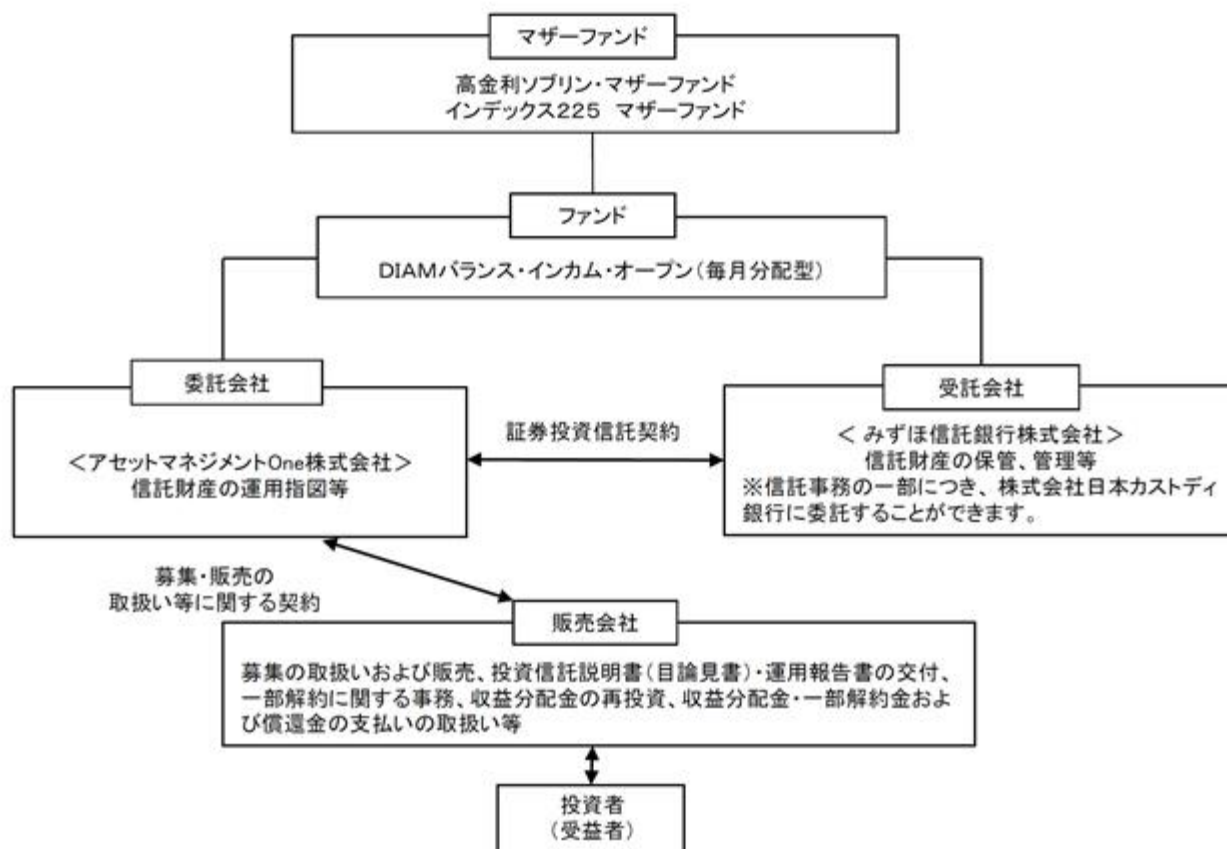 マザーファンド
高金利ソブリン・マザーファンド
インデックス225 マザーファンド
ファンド
DIAMバランス・インカム・オープン(毎月分配型)
委託会社
<アセットマネジメントOne株式会社>
信託財産の運用指図等
証券投資信託契約
受託会社
< みずほ信託銀行株式会社>
信託財産の保管、管理等
※信託事務の一部につき、株式会社日本カストディ
銀行に委託することができます。
募集・販売の
取扱い等に関する契約
販売会社
募集の取扱いおよび販売、投資信託説明書(目論見書)・運用報告書の交付、
一部解約に関する事務、収益分配金の再投資、収益分配金・一部解約金およ
び償還金の支払いの取扱い等
投資者
(受益者)